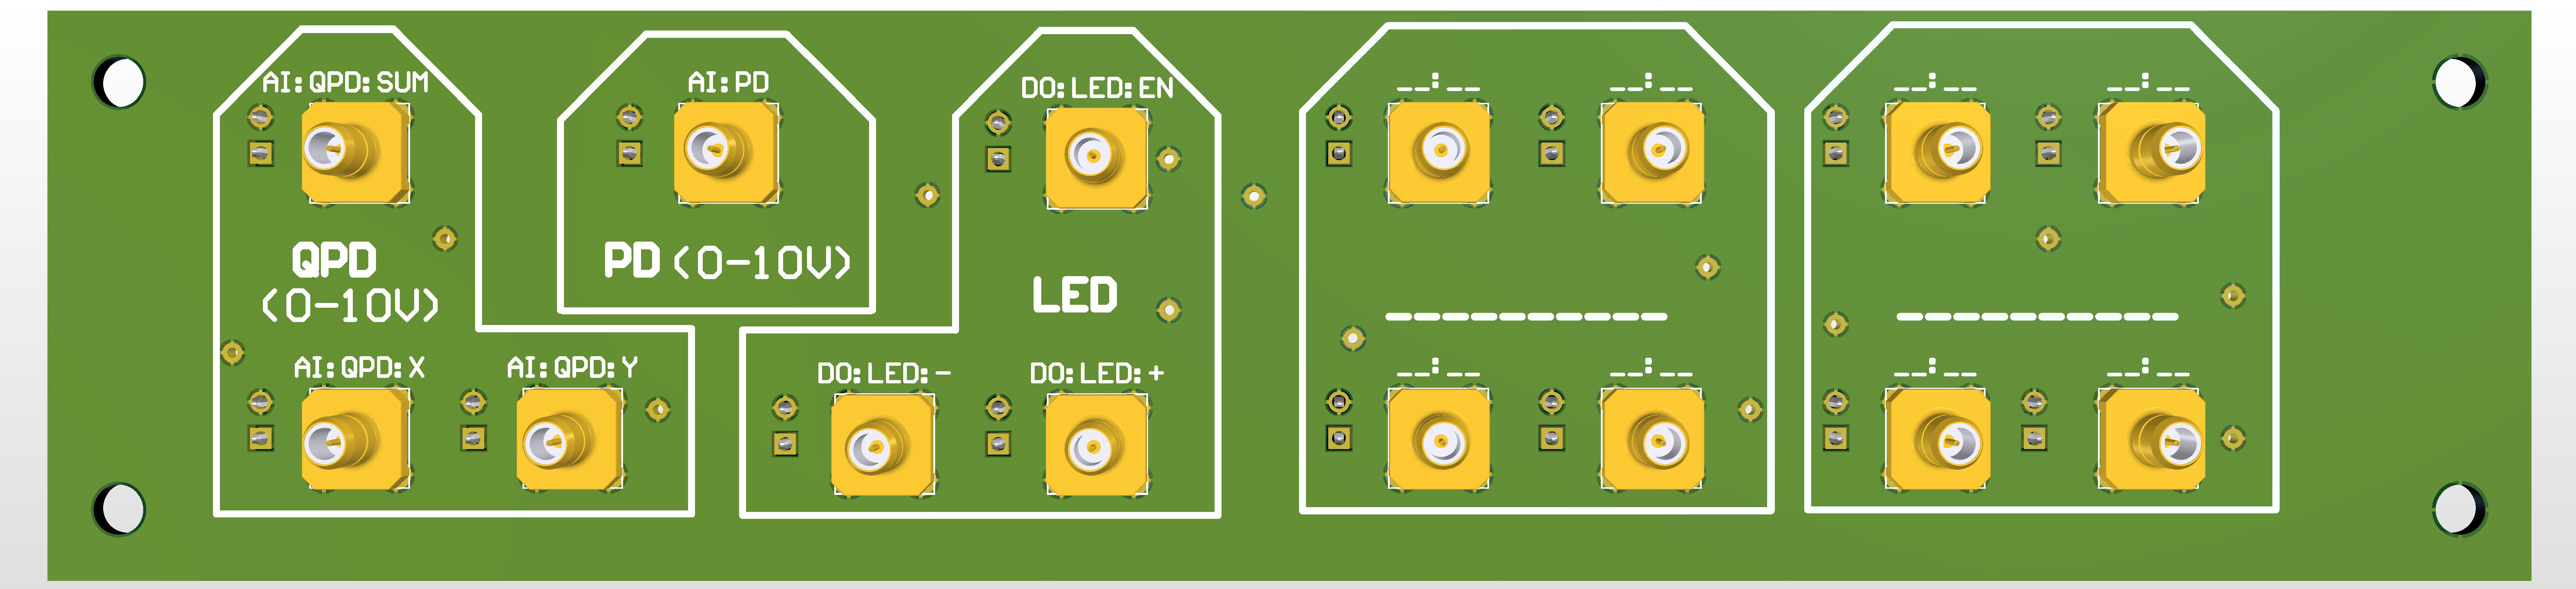 AI:QPD:SUM
QPD
(0-10V)
AI:QPD:X
AI:QPD:Y
AI:PD
PD (0-10V)
DO:LED:EN
LED
DO:LED:-
DO:LED:+
__:__
__:__
__________
__:__
__:__
__:__
__:__
__________
__:__
__:__